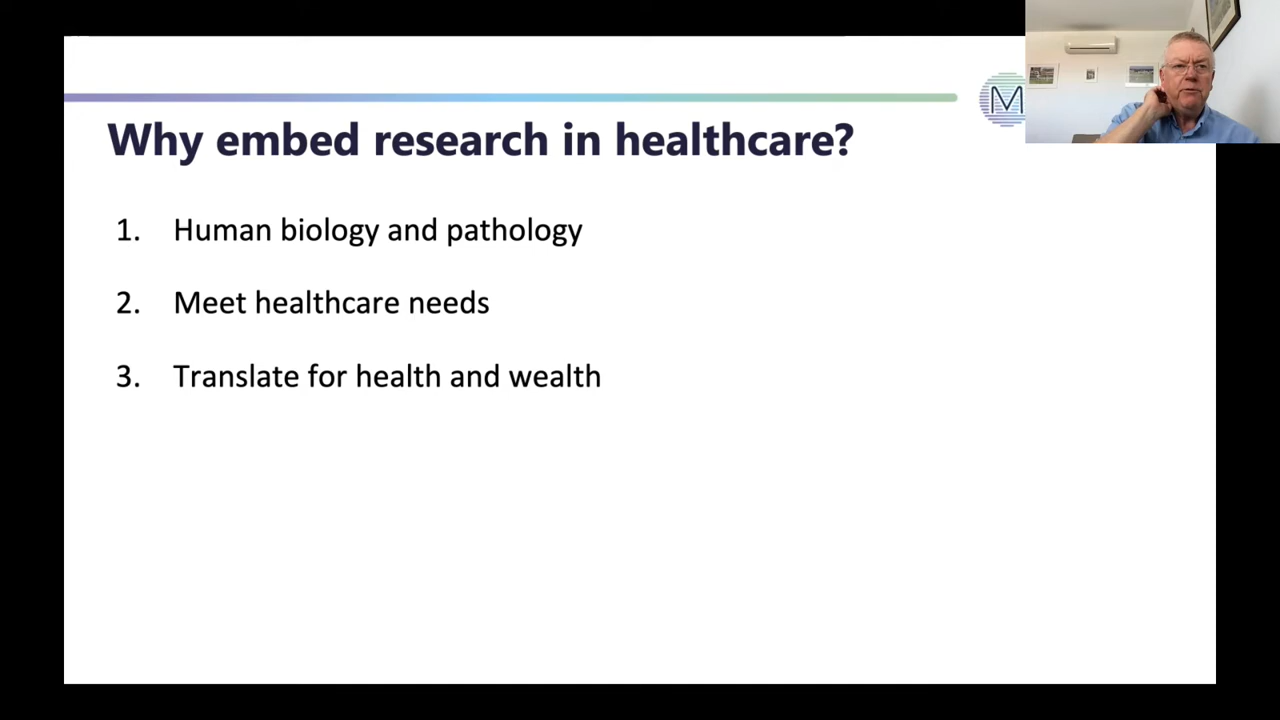 M
Why embed research in healthcare?
1. Human biology and pathology
2. Meet healthcare needs
3. Translate for health and wealth